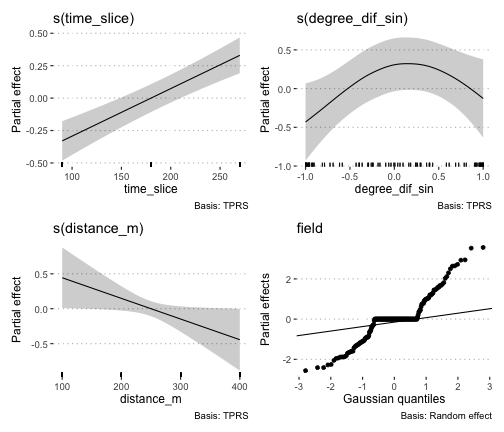 s(time_slice)
0.50
0.25
0.00
-0.25
-0.50
Partial effect
100
150
200
250
time_slice
Basis: TPRS
s(degree_dif_sin)
0.5
0.0
-0.5
-1.0
Partial effect
-1.0
-0.5
0.0
0.5
1.0
degree_dif_sin
Basis: TPRS
s(distance_m)
0.5
0.0
-0.5
Partial effect
100
200
300
400
distance_m
Basis: TPRS
field
2
0
-2
Partial effects
-3
-2
-1
0
1
2
3
Gaussian quantiles
Basis: Random effect